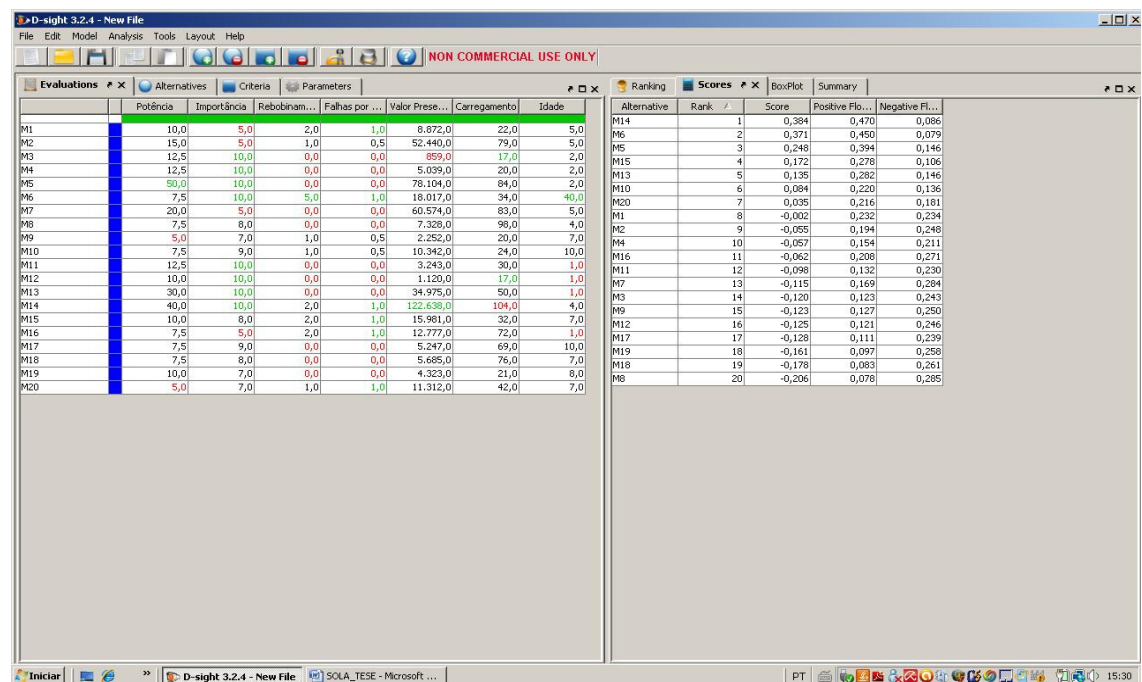 D-sight 3.2.4 - New File
File Edit Model Analysis Tools Layout Help
NON COMMERCIAL USE ONLY
Evaluations Alternatives Criteria Parameters
Potência Importância Rebobinam... Falhas por ... Valor Prese... Carregamento Idade
M1 10,0 5,0 2,0 1,0 8.872,0 22,0 5,0
M2 15,0 5,0 1,0 0,5 52.440,0 79,0 5,0
M3 12,5 10,0 0,0 0,0 859,0 17,0 2,0
M4 12,5 10,0 0,0 0,0 5.039,0 20,0 2,0
M5 50,0 10,0 0,0 0,0 78.104,0 84,0 2,0
M6 7,5 10,0 5,0 1,0 18.017,0 34,0 40,0
M7 20,0 5,0 0,0 0,0 60.574,0 83,0 5,0
M8 7,5 8,0 0,0 0,0 7.328,0 98,0 4,0
M9 5,0 7,0 1,0 0,5 2.252,0 20,0 7,0
M10 7,5 9,0 1,0 0,5 10.342,0 24,0 10,0
M11 12,5 10,0 0,0 0,0 3.243,0 30,0 1,0
M12 10,0 10,0 0,0 0,0 1.120,0 17,0 1,0
M13 30,0 10,0 0,0 0,0 34.975,0 50,0 1,0
M14 40,0 10,0 2,0 1,0 122.638,0 104,0 4,0
M15 10,0 8,0 2,0 1,0 15.981,0 32,0 7,0
M16 7,5 5,0 2,0 1,0 12.777,0 72,0 1,0
M17 7,5 9,0 0,0 0,0 5.247,0 69,0 10,0
M18 7,5 8,0 0,0 0,0 5.685,0 76,0 7,0
M19 10,0 7,0 0,0 0,0 4.323,0 21,0 8,0
M20 5,0 7,0 1,0 1,0 11.312,0 42,0 7,0
Ranking Scores BoxPlot Summary
Alternative Rank Score Positive Flo... Negative Fl...
M14 1 0,384 0,470 0,086
M6 2 0,371 0,450 0,079
M5 3 0,248 0,394 0,146
M15 4 0,172 0,278 0,106
M13 5 0,135 0,282 0,146
M10 6 0,084 0,220 0,136
M20 7 0,035 0,216 0,181
M1 8 -0,002 0,232 0,234
M2 9 -0,055 0,194 0,248
M4 10 -0,057 0,154 0,211
M16 11 -0,062 0,208 0,271
M11 12 -0,098 0,132 0,230
M7 13 -0,115 0,169 0,284
M3 14 -0,120 0,123 0,243
M9 15 -0,123 0,127 0,250
M12 16 -0,125 0,121 0,246
M17 17 -0,128 0,111 0,239
M19 18 -0,161 0,097 0,258
M18 19 -0,178 0,083 0,261
M8 20 -0,206 0,078 0,285
Iniciar » D-sight 3.2.4 - New File SOLA_TESE - Microsoft ... PT 15:30